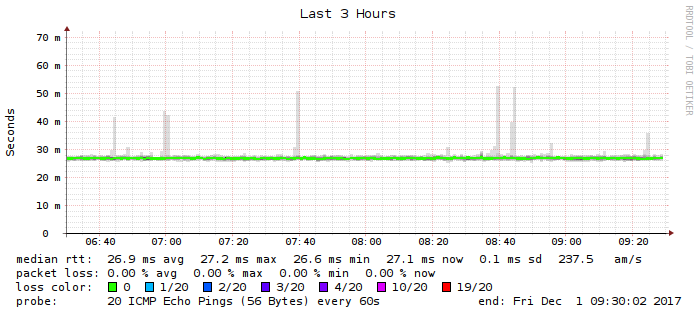 Last 3 Hours
RRDTOOL / TOBI OETIKER
Seconds
70 m
60 m
50 m
40 m
30 m
20 m
10 m
0
06:40 07:00 07:20 07:40 08:00 08:20 08:40 09:00 09:20
median rtt: 26.9 ms avg 27.2 ms max 26.6 ms min 27.1 ms now 0.1 ms sd 237.5 am/s
packet loss: 0.00 % avg 0.00 % max 0.00 % min 0.00 % now
loss color: 0 1/20 2/20 3/20 4/20 10/20 19/20
probe: 20 ICMP Echo Pings (56 Bytes) every 60s end: Fri Dec 1 09:30:02 2017